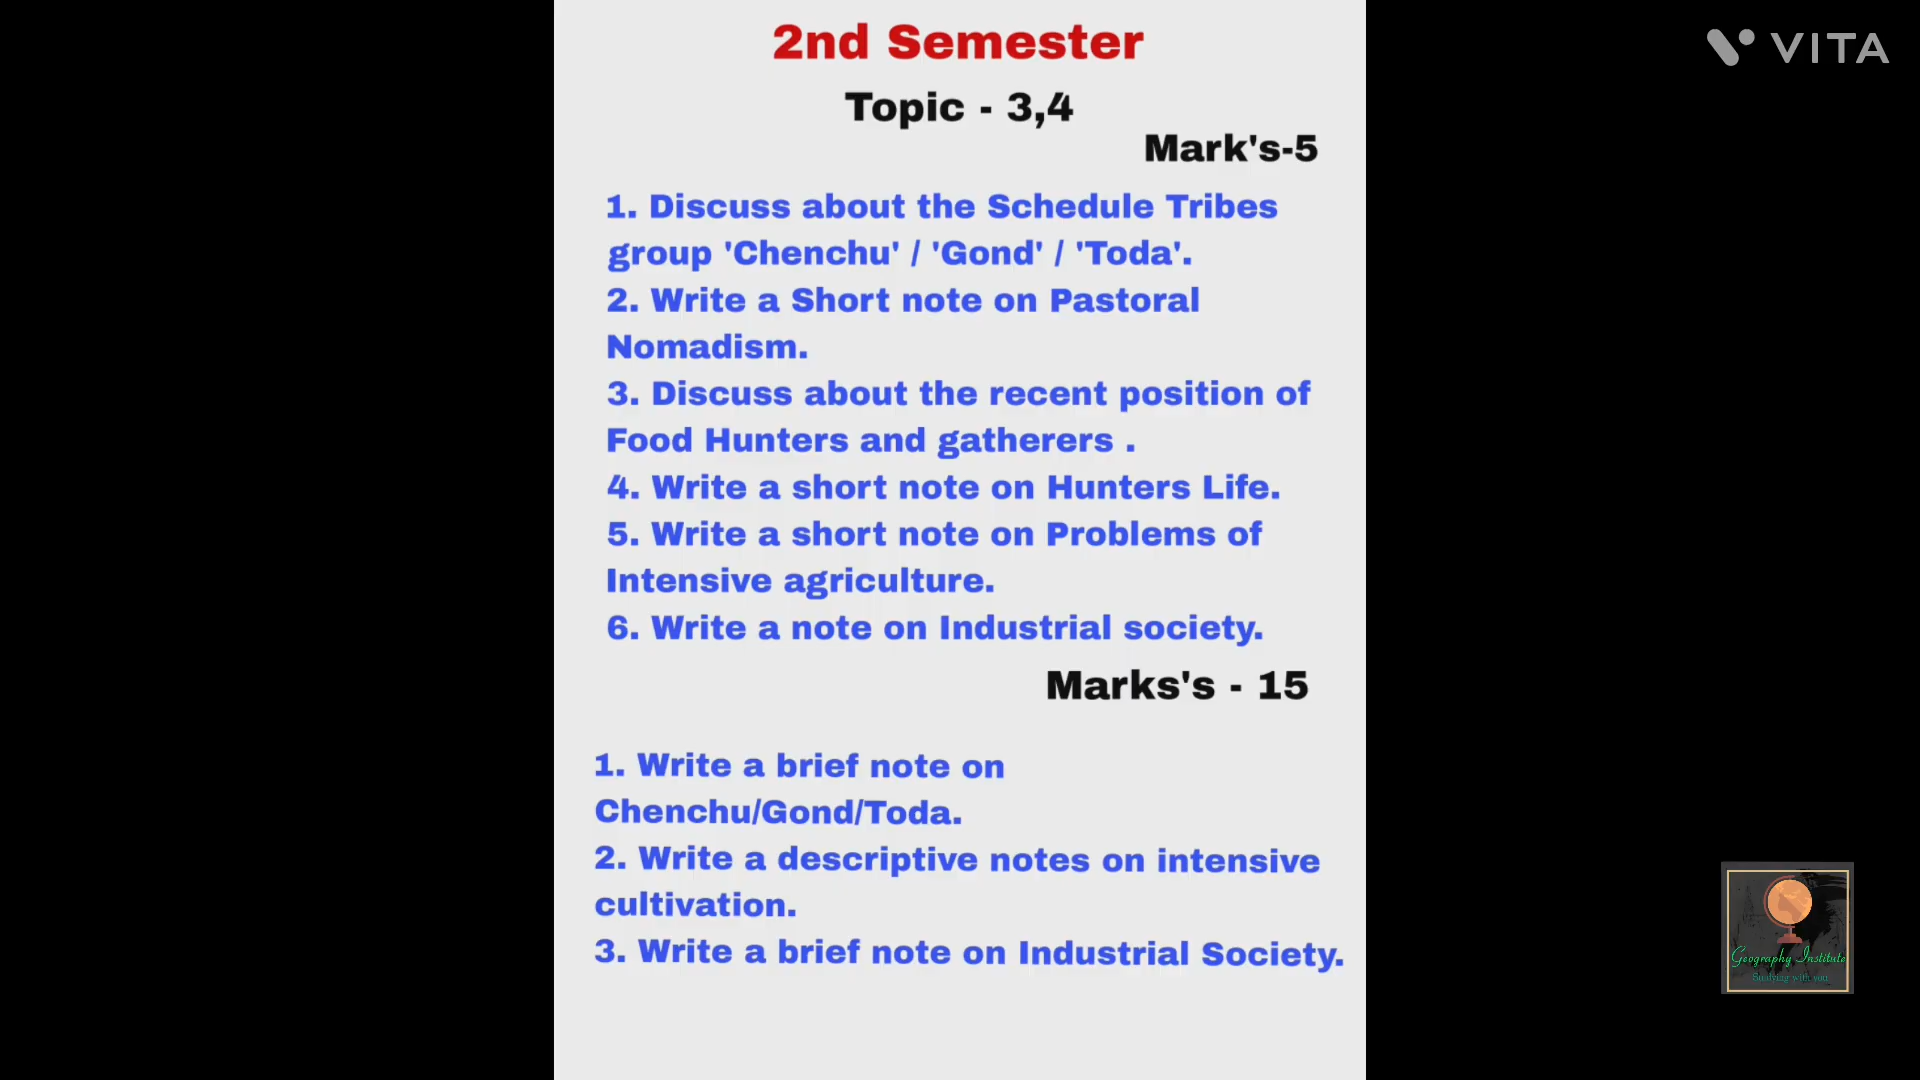 2nd Semester
Topic - 3,4
Mark's-5
1. Discuss about the Schedule Tribes
group 'Chenchu' / 'Gond' / 'Toda'.
2. Write a Short note on Pastoral
Nomadism.
3. Discuss about the recent position of
Food Hunters and gatherers .
4. Write a short note on Hunters Life.
5. Write a short note on Problems of
Intensive agriculture.
6. Write a note on Industrial society.
Marks's - 15
1. Write a brief note on
Chenchu/Gond/Toda.
2. Write a descriptive notes on intensive
cultivation.
3. Write a brief note on Industrial Society.
VITA
Geography Institute
Studying with you